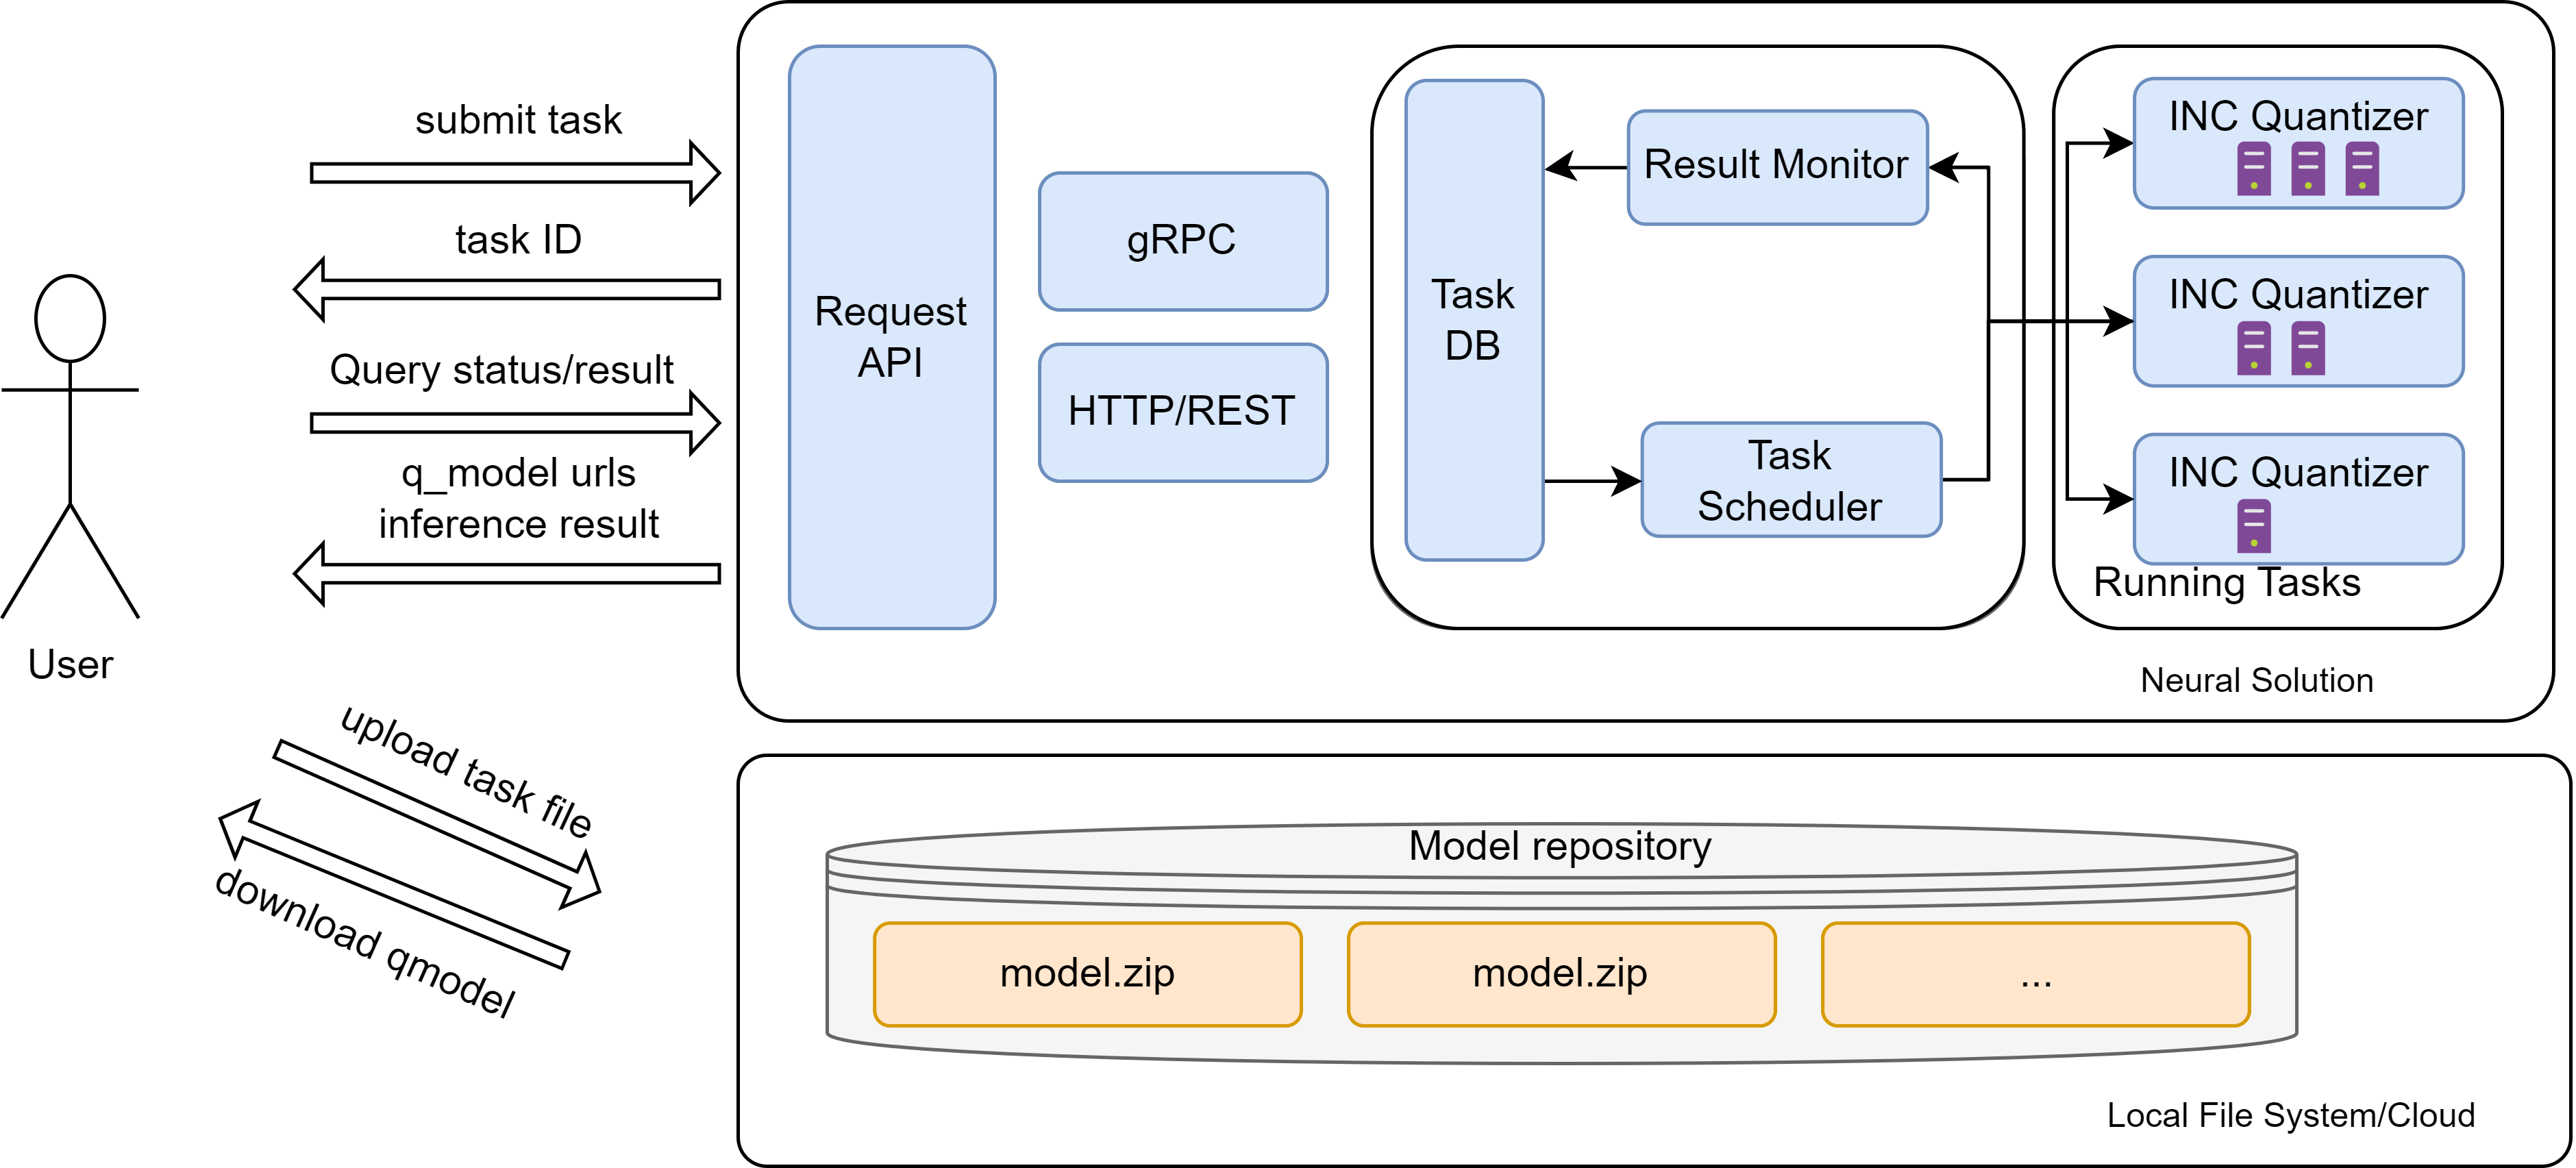 submit task
task ID
Query status/result
q_model urls
inference result
User
upload task file
download qmodel
Request
API
gRPC
HTTP/REST
Task
DB
Result Monitor
Task
Scheduler
INC Quantizer
INC Quantizer
INC Quantizer
Running Tasks
Neural Solution
Model repository
model.zip
model.zip
...
Local File System/Cloud